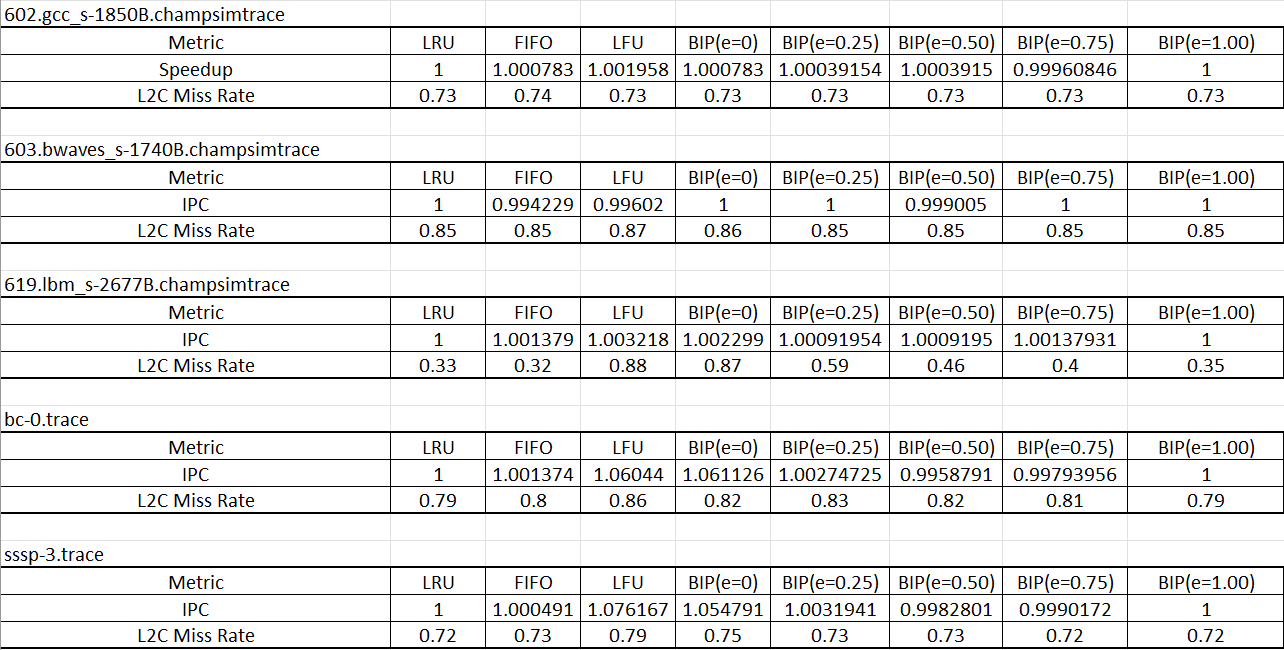 602.gcc_s-1850B.champsimtrace
Metric LRU FIFO LFU BIP(e=0) BIP(e=0.25) BIP(e=0.50) BIP(e=0.75) BIP(e=1.00)
Speedup 1 1.000783 1.001958 1.000783 1.00039154 1.0003915 0.99960846 1
L2C Miss Rate 0.73 0.74 0.73 0.73 0.73 0.73 0.73 0.73
603.bwaves_s-1740B.champsimtrace
Metric LRU FIFO LFU BIP(e=0) BIP(e=0.25) BIP(e=0.50) BIP(e=0.75) BIP(e=1.00)
IPC 1 0.994229 0.99602 1 1 0.999005 1 1
L2C Miss Rate 0.85 0.85 0.87 0.86 0.85 0.85 0.85 0.85
619.lbm_s-2677B.champsimtrace
Metric LRU FIFO LFU BIP(e=0) BIP(e=0.25) BIP(e=0.50) BIP(e=0.75) BIP(e=1.00)
IPC 1 1.001379 1.003218 1.002299 1.00091954 1.0009195 1.00137931 1
L2C Miss Rate 0.33 0.32 0.88 0.87 0.59 0.46 0.4 0.35
bc-0.trace
Metric LRU FIFO LFU BIP(e=0) BIP(e=0.25) BIP(e=0.50) BIP(e=0.75) BIP(e=1.00)
IPC 1 1.001374 1.06044 1.061126 1.00274725 0.9958791 0.99793956 1
L2C Miss Rate 0.79 0.8 0.86 0.82 0.83 0.82 0.81 0.79
sssp-3.trace
Metric LRU FIFO LFU BIP(e=0) BIP(e=0.25) BIP(e=0.50) BIP(e=0.75) BIP(e=1.00)
IPC 1 1.000491 1.076167 1.054791 1.0031941 0.9982801 0.9990172 1
L2C Miss Rate 0.72 0.73 0.79 0.75 0.73 0.73 0.72 0.72